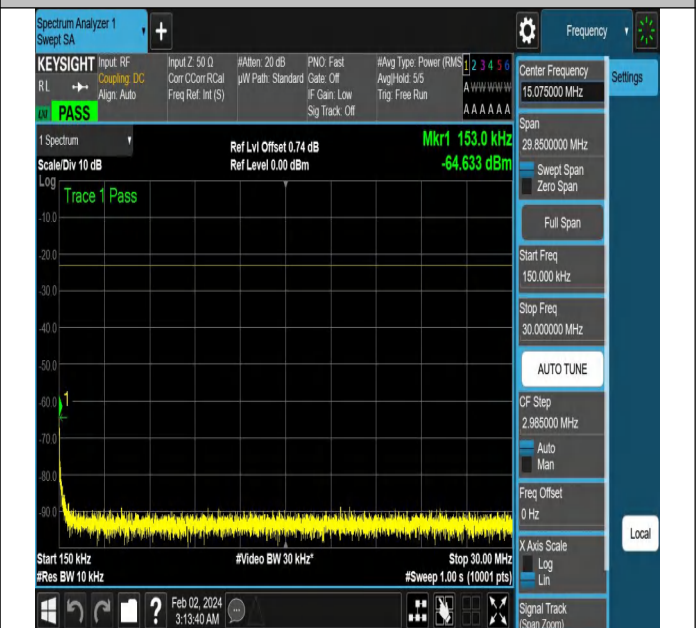 Spectrum Analyzer 1
Swept SA
+
Frequency
KEYSIGHT
RL
Input: RF
Coupling: DC
Align: Auto
Input Z: 50 Ω
Corr CCorr RCal
Freq Ref: Int (S)
#Atten: 20 dB
µW Path: Standard
PNO: Fast
Gate: Off
IF Gain: Low
Sig Track: Off
#Avg Type: Power (RMS
Avg|Hold: 5/5
Trig: Free Run
1 2 3 4 5 6
A W W W W W
A A A A A A
PASS
1 Spectrum
Scale/Div 10 dB
Ref Lvl Offset 0.74 dB
Ref Level 0.00 dBm
Mkr1 153.0 kHz
-64.633 dBm
Log
Trace 1 Pass
-10.0
-20.0
-30.0
-40.0
-50.0
-60.0
-70.0
-80.0
-90.0
1
Start 150 kHz
#Res BW 10 kHz
#Video BW 30 kHz*
Stop 30.00 MHz
#Sweep 1.00 s (10001 pts)
Center Frequency
15.075000 MHz
Settings
Span
29.8500000 MHz
Swept Span
Zero Span
Full Span
Start Freq
150.000 kHz
Stop Freq
30.000000 MHz
AUTO TUNE
CF Step
2.985000 MHz
Auto
Man
Freq Offset
0 Hz
X Axis Scale
Log
Lin
Signal Track
(Span Zoom)
Local
?
Feb 02, 2024
3:13:40 AM